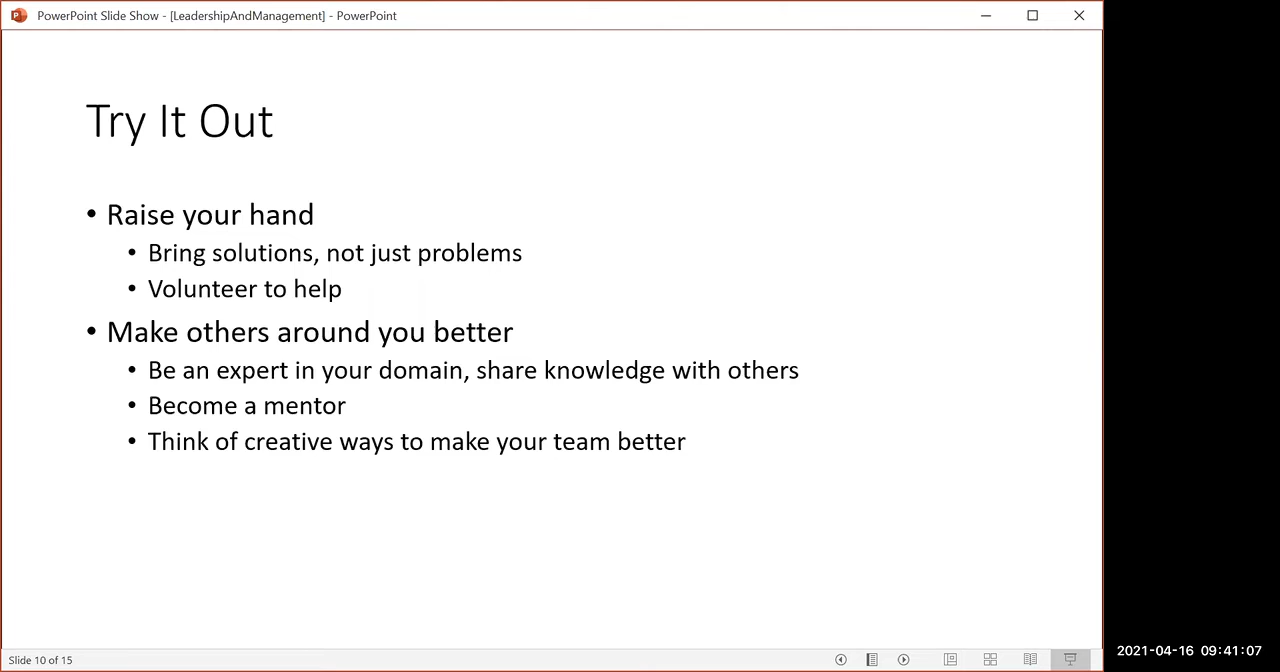 PowerPoint Slide Show - [LeadershipAndManagement] - PowerPoint
Try It Out
• Raise your hand
• Bring solutions, not just problems
• Volunteer to help
• Make others around you better
• Be an expert in your domain, share knowledge with others
• Become a mentor
• Think of creative ways to make your team better
Slide 10 of 15
2021-04-16 09:41:07